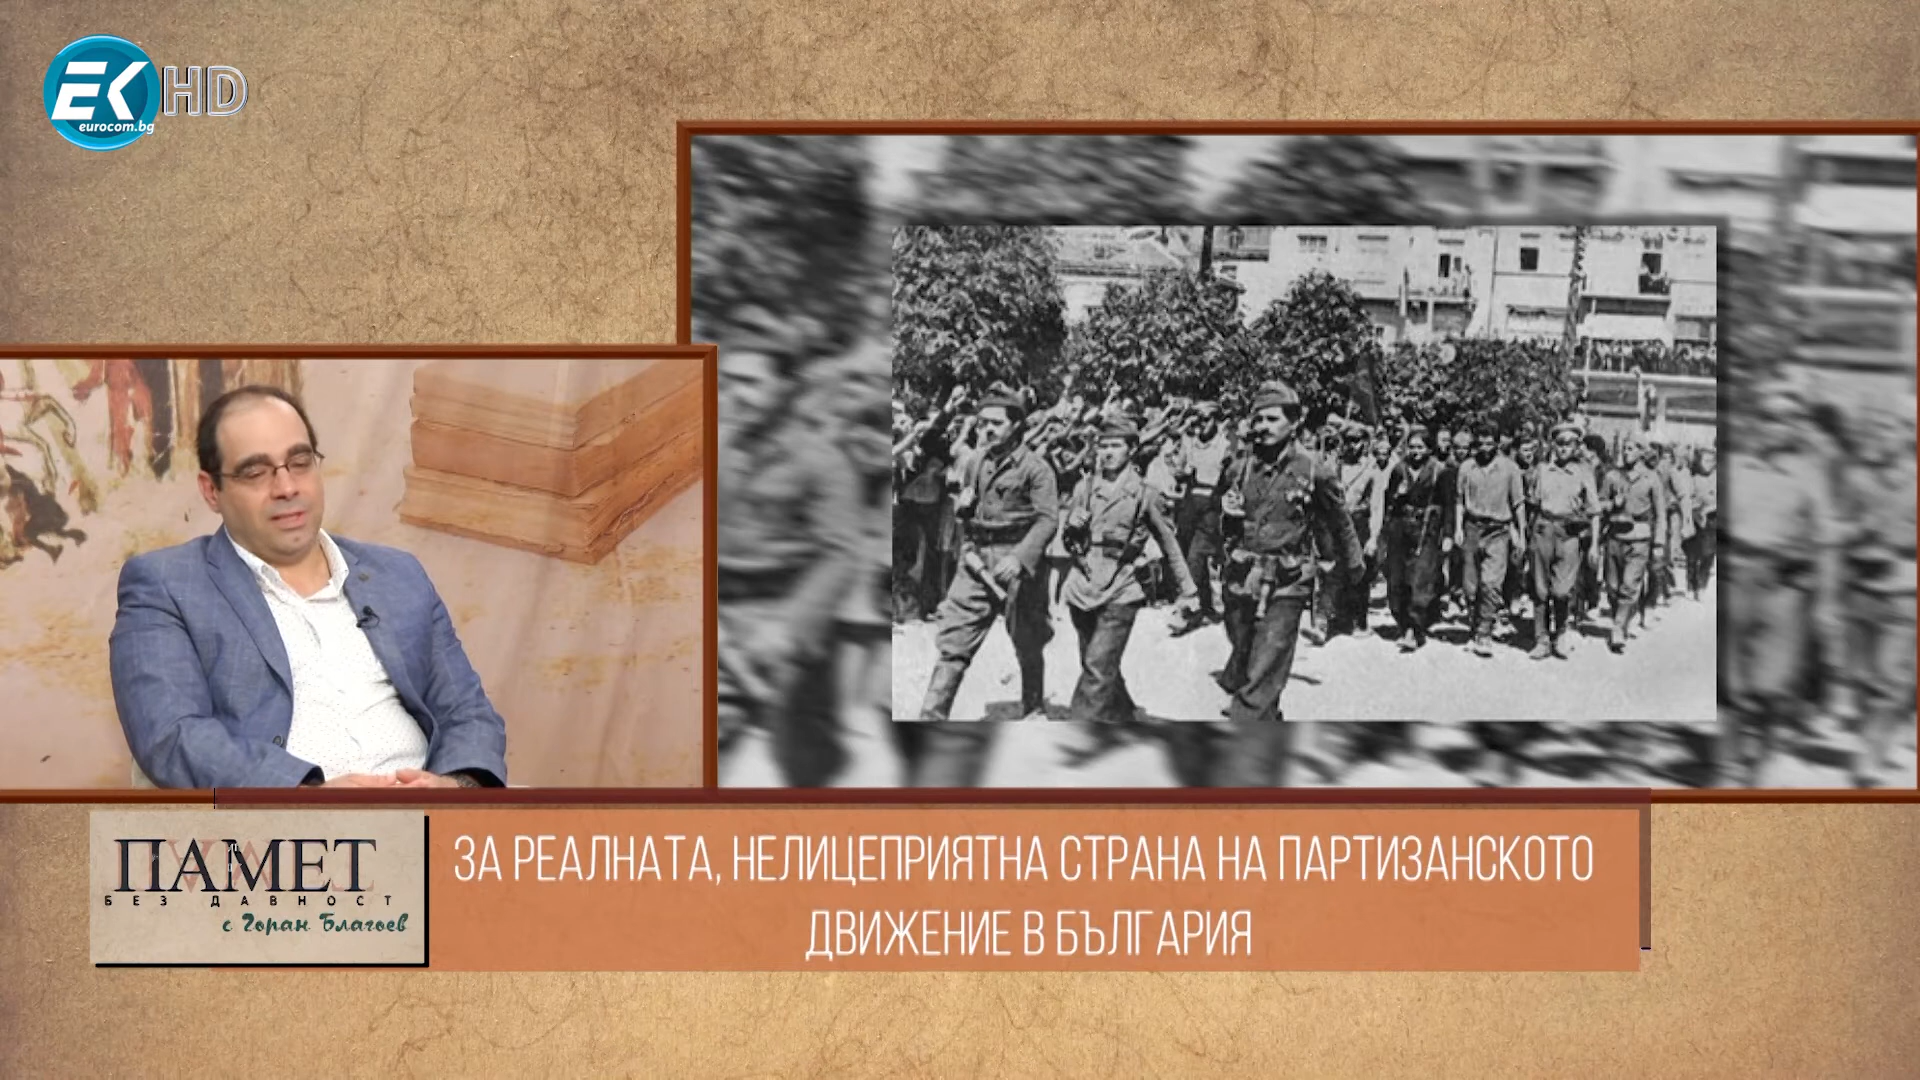 EK HD
eurocom.bg
ПАМЕТ
БЕЗ ДАВНОСТ
с Горан Благоев
ЗА РЕАЛНАТА, НЕЛИЦЕПРИЯТНА СТРАНА НА ПАРТИЗАНСКОТО
ДВИЖЕНИЕ В БЪЛГАРИЯ